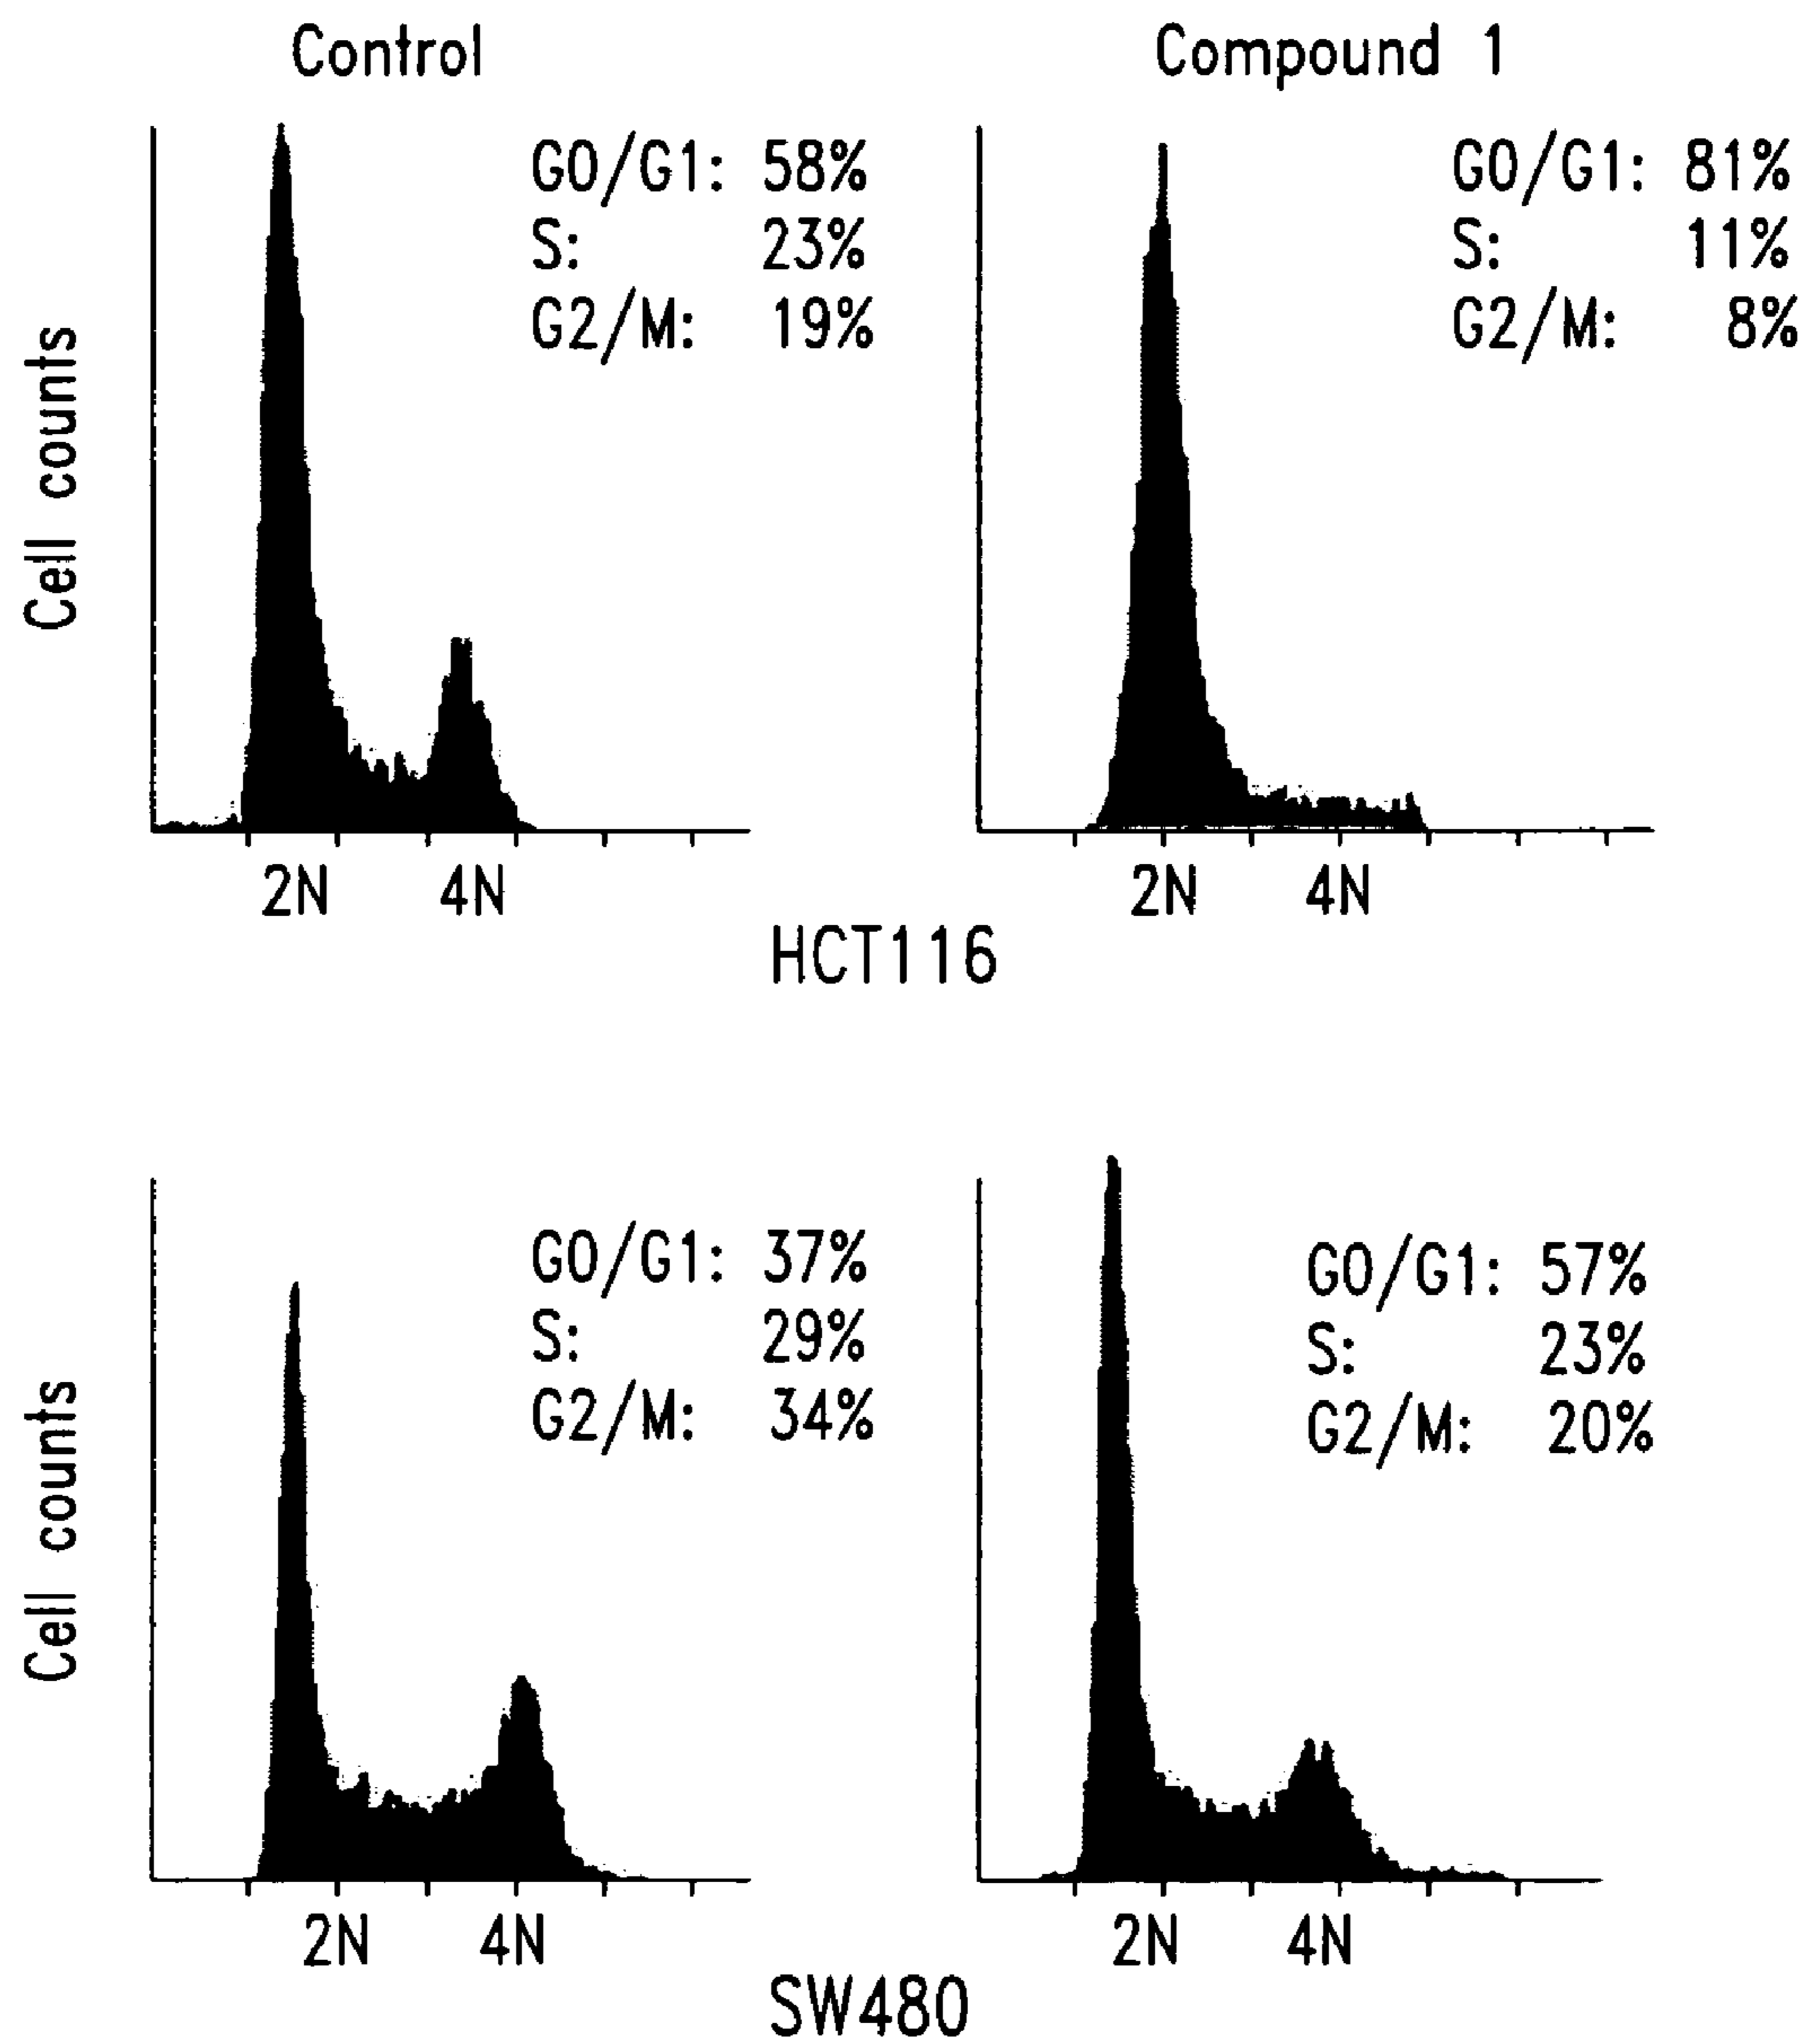 Control
Compound 1
Cell counts
G0/G1: 58%
S: 23%
G2/M: 19%
G0/G1: 81%
S: 11%
G2/M: 8%
2N 4N
2N 4N
HCT116
Cell counts
G0/G1: 37%
S: 29%
G2/M: 34%
G0/G1: 57%
S: 23%
G2/M: 20%
2N 4N
2N 4N
SW480